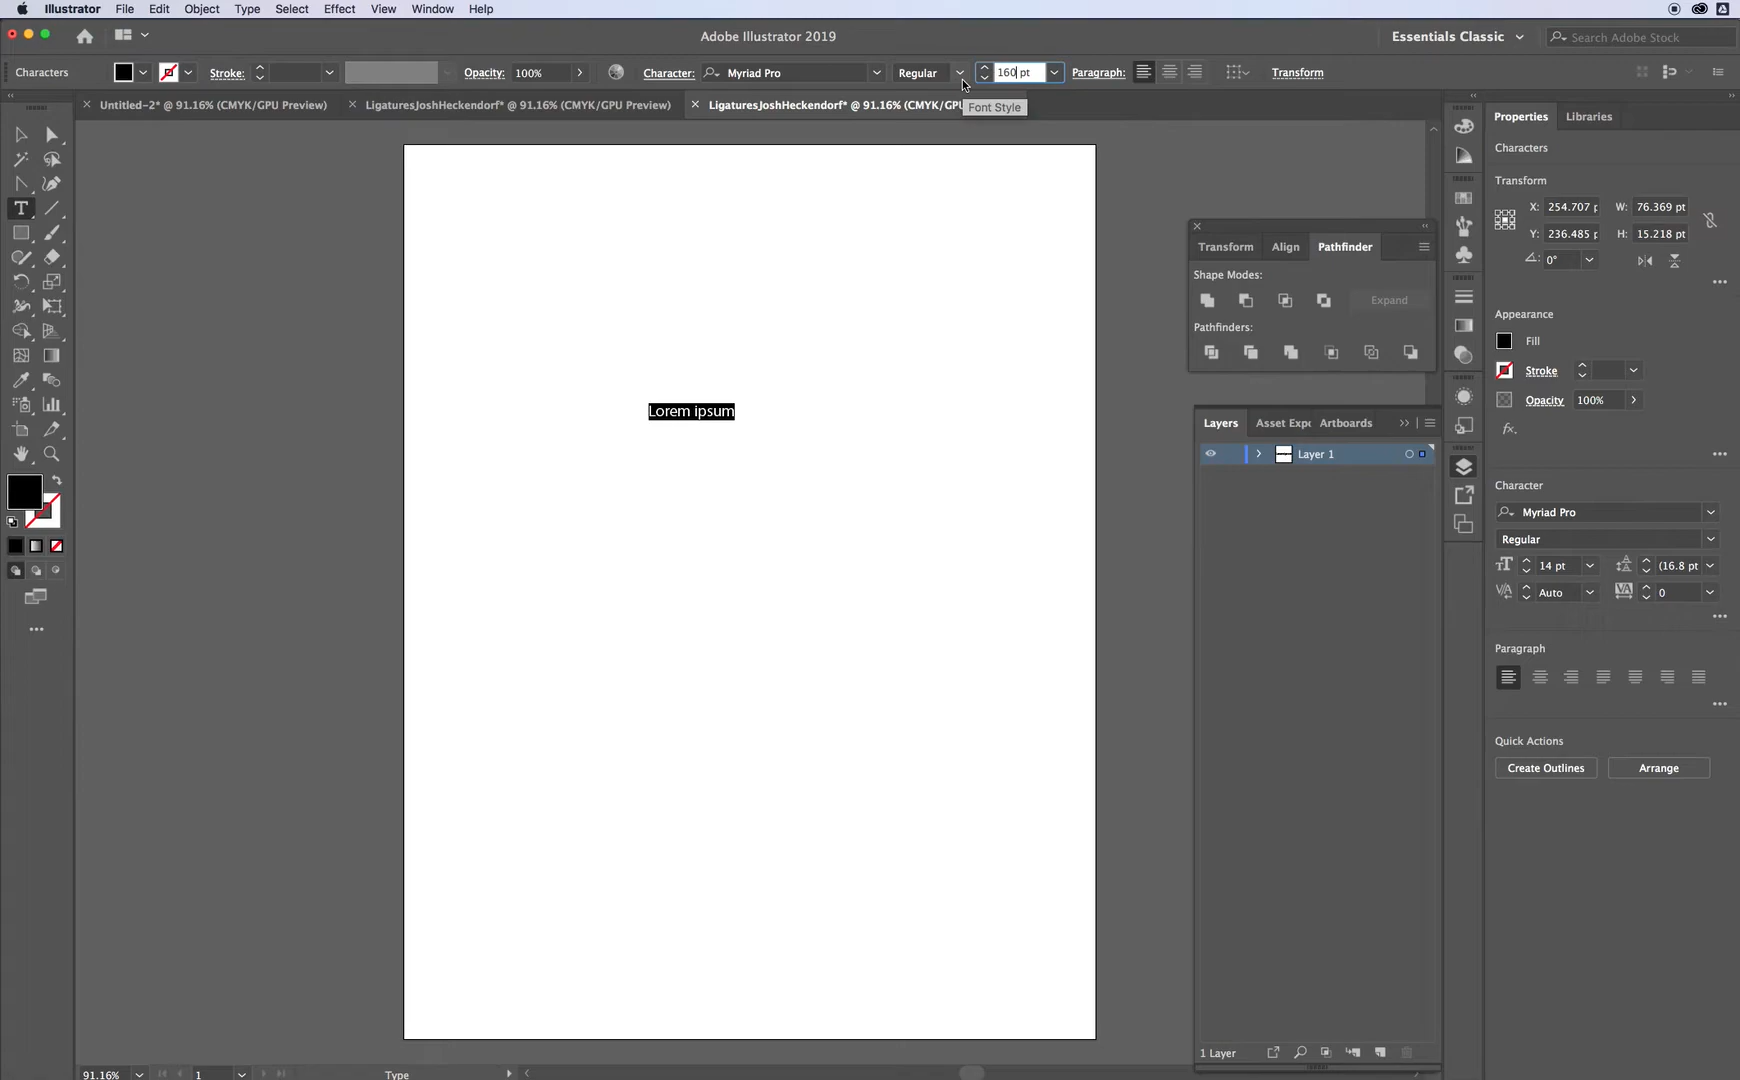 Illustrator File Edit Object Type Select Effect View Window Help
Adobe Illustrator 2019
Essentials Classic
Search Adobe Stock
Characters
Stroke:
Opacity: 100%
Character: Myriad Pro
Regular
160 pt
Paragraph:
Transform
Font Style
Untitled-2* @ 91.16% (CMYK/GPU Preview)
LigaturesJoshHeckendorf* @ 91.16% (CMYK/GPU Preview)
LigaturesJoshHeckendorf* @ 91.16% (CMYK/GPU
Lorem ipsum
Transform Align Pathfinder
Shape Modes:
Expand
Pathfinders:
Layers Asset Expo Artboards
Layer 1
1 Layer
Properties Libraries
Characters
Transform
X: 254.707 p W: 76.369 pt
Y: 236.485 p H: 15.218 pt
0°
Appearance
Fill
Stroke
Opacity 100%
fx.
Character
Myriad Pro
Regular
14 pt (16.8 pt
Auto 0
Paragraph
Quick Actions
Create Outlines Arrange
91.16% 1 Type